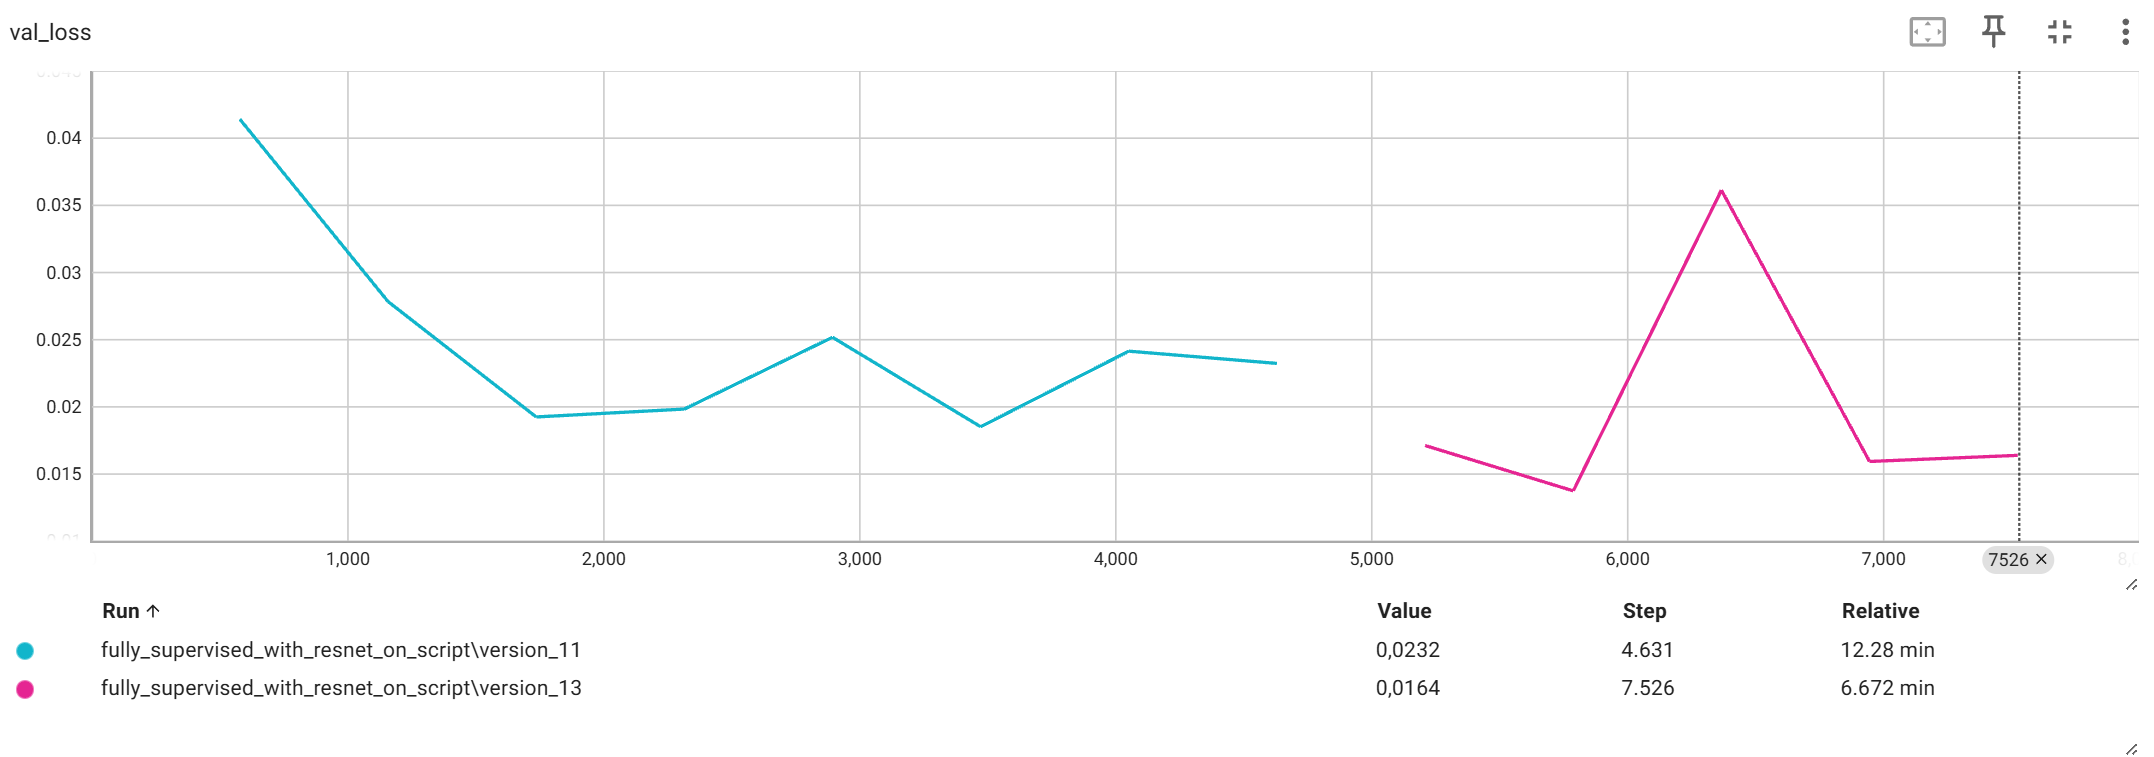 val_loss
0.04
0.035
0.03
0.025
0.02
0.015
1,000 2,000 3,000 4,000 5,000 6,000 7,000 7526 ×
Run ↑ Value Step Relative
fully_supervised_with_resnet_on_script\version_11 0,0232 4.631 12.28 min
fully_supervised_with_resnet_on_script\version_13 0,0164 7.526 6.672 min